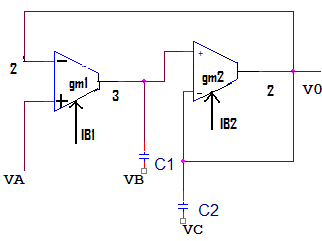 2
-
gm1
+
3
IB1
VA
VB
C1
+
gm2
-
2
V0
IB2
C2
VC